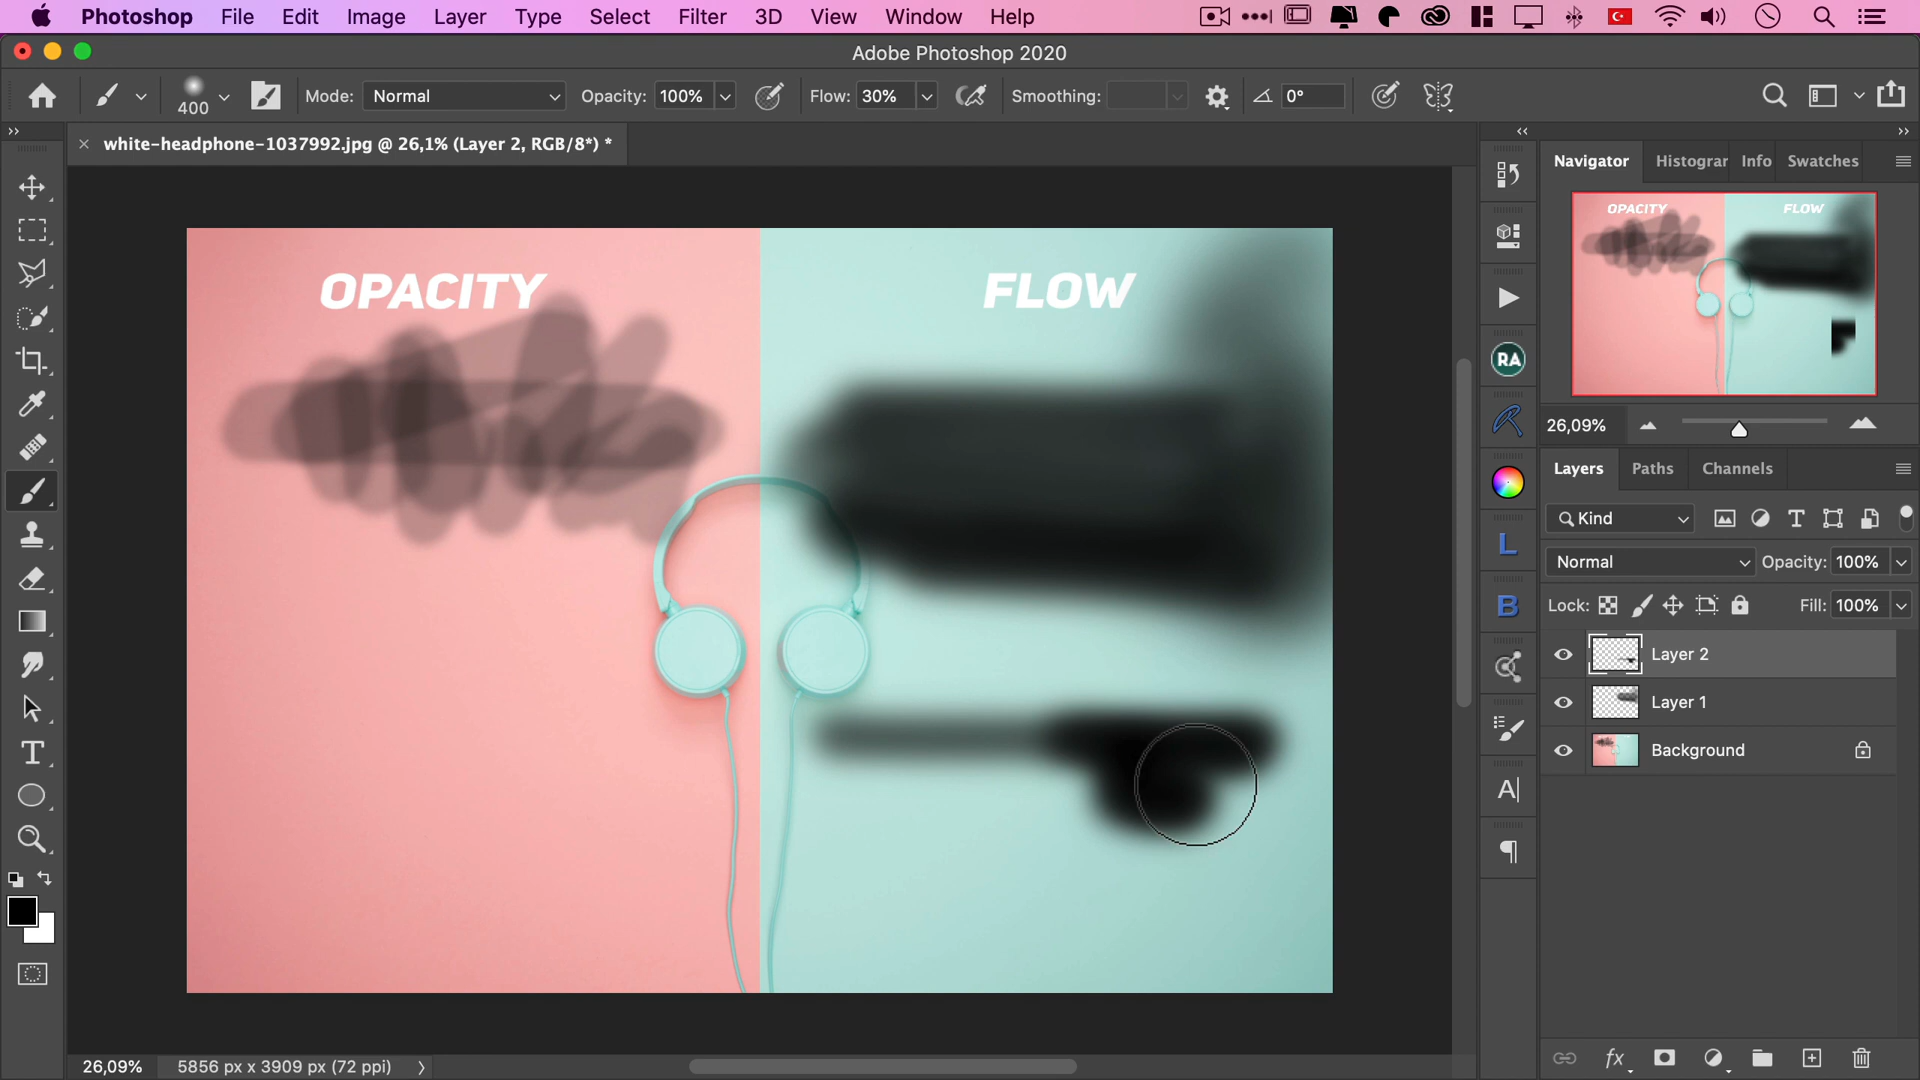 Photoshop File Edit Image Layer Type Select Filter 3D View Window Help
Adobe Photoshop 2020
400 Mode: Normal Opacity: 100% Flow: 30% Smoothing: 0°
× white-headphone-1037992.jpg @ 26,1% (Layer 2, RGB/8*) *
Navigator Histograr Info Swatches
OPACITY FLOW
OPACITY FLOW
RA
26,09%
Layers Paths Channels
Kind
L
Normal Opacity: 100%
B
Lock: Fill: 100%
Layer 2
Layer 1
Background
T
A|
¶
fx
26,09% 5856 px x 3909 px (72 ppi)